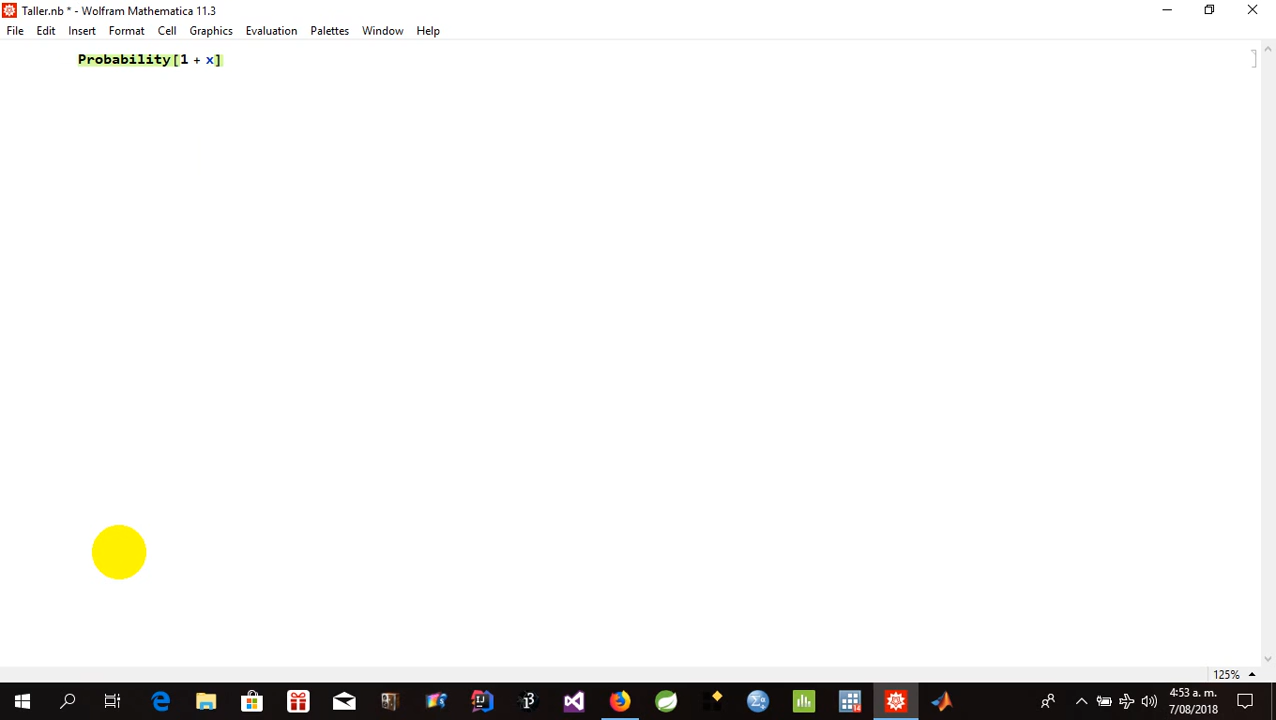 Taller.nb * - Wolfram Mathematica 11.3
File Edit Insert Format Cell Graphics Evaluation Palettes Window Help
Probability[1 + x]
125%
4:53 a. m.
7/08/2018